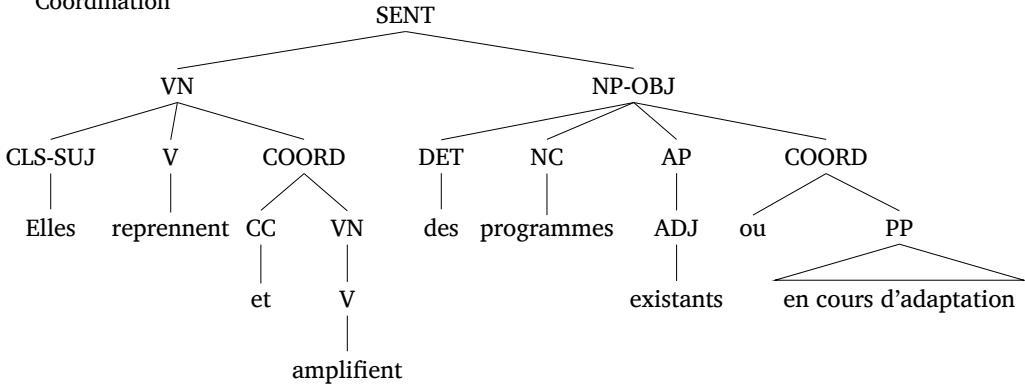 Coordination
SENT
VN NP-OBJ
CLS-SUJ V COORD DET NC AP COORD
Elles reprennent CC VN des programmes ADJ ou PP
et V existants en cours d'adaptation
amplifient